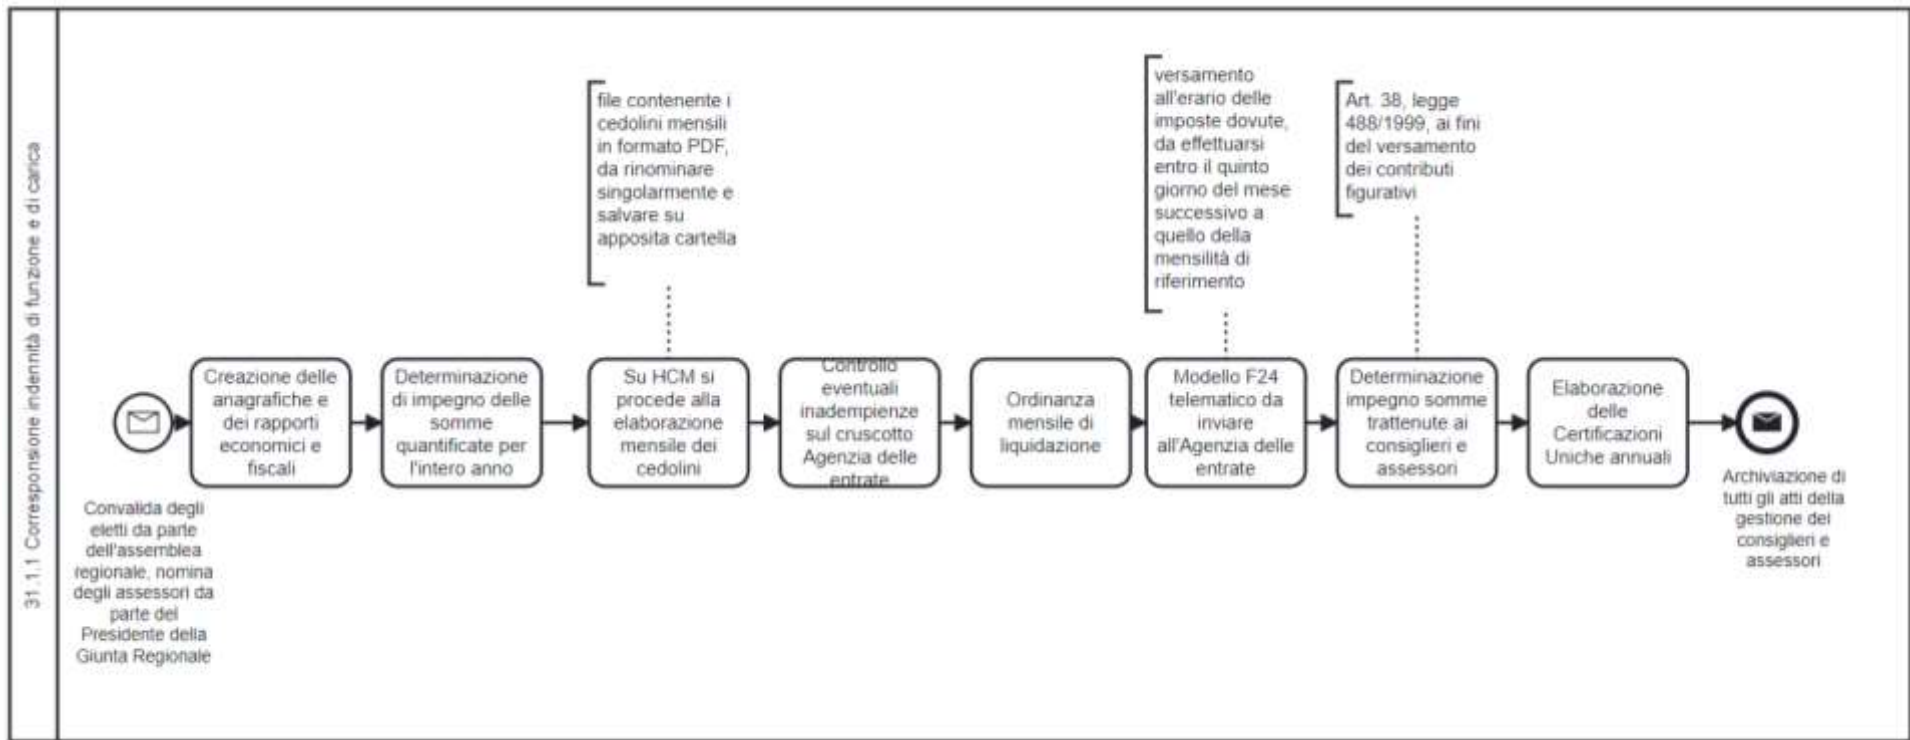 31.1.1 Corresponsione indennità di funzione e di carica
Convalida degli
eletti da parte
dell'assemblea
regionale, nomina
degli assessori da
parte del
Presidente della
Giunta Regionale
Creazione delle
anagrafiche e
dei rapporti
economici e
fiscali
Determinazione
di impegno delle
somme
quantificate per
l'intero anno
file contenente i
cedolini mensili
in formato PDF,
da rinominare
singolarmente e
salvare su
apposita cartella
Su HCM si
procede alla
elaborazione
mensile dei
cedolini
Controllo
eventuali
inadempienze
sul cruscotto
Agenzia delle
entrate
Ordinanza
mensile di
liquidazione
versamento
all'erario delle
imposte dovute,
da effettuarsi
entro il quinto
giorno del mese
successivo a
quello della
mensilità di
riferimento
Modello F24
telematico da
inviare
all'Agenzia delle
entrate
Art. 38, legge
488/1999, ai fini
del versamento
dei contributi
figurativi
Determinazione
impegno somme
trattenute ai
consiglieri e
assessori
Elaborazione
delle
Certificazioni
Uniche annuali
Archiviazione di
tutti gli atti della
gestione dei
consiglieri e
assessori